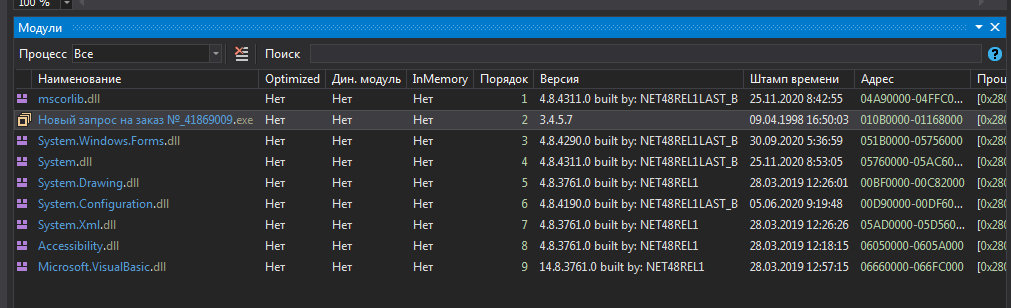 100 %
Модули
Процесс Все Поиск
Наименование Optimized Дин. модуль InMemory Порядок Версия Штамп времени Адрес Проц
mscorlib.dll Нет Нет Нет 1 4.8.4311.0 built by: NET48REL1LAST_B 25.11.2020 8:42:55 04A90000-04FFC0... [0x280
Новый запрос на заказ №_41869009.exe Нет Нет Нет 2 3.4.5.7 09.04.1998 16:50:03 010B0000-01168000 [0x280
System.Windows.Forms.dll Нет Нет Нет 3 4.8.4290.0 built by: NET48REL1LAST_B 30.09.2020 5:36:59 051B0000-05756000 [0x280
System.dll Нет Нет Нет 4 4.8.4311.0 built by: NET48REL1LAST_B 25.11.2020 8:53:05 05760000-05AC60... [0x280
System.Drawing.dll Нет Нет Нет 5 4.8.3761.0 built by: NET48REL1 28.03.2019 12:26:01 00BF0000-00C82000 [0x280
System.Configuration.dll Нет Нет Нет 6 4.8.4190.0 built by: NET48REL1LAST_B 05.06.2020 9:19:48 00D90000-00DF60... [0x280
System.Xml.dll Нет Нет Нет 7 4.8.3761.0 built by: NET48REL1 28.03.2019 12:26:26 05AD0000-05D560... [0x280
Accessibility.dll Нет Нет Нет 8 4.8.3761.0 built by: NET48REL1 28.03.2019 12:18:15 06050000-0605A000 [0x280
Microsoft.VisualBasic.dll Нет Нет Нет 9 14.8.3761.0 built by: NET48REL1 28.03.2019 12:57:15 06660000-066FC000 [0x280